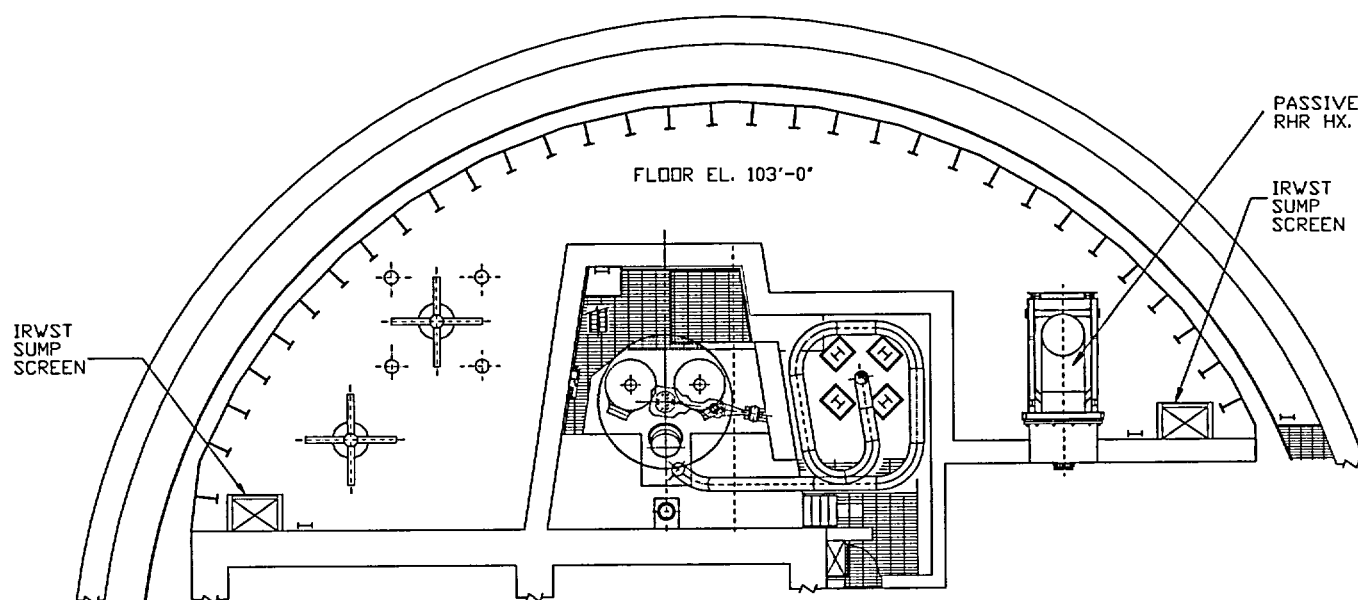 PASSIVE
RHR HX.
FLOOR EL. 103'-0"
IRWST
SUMP
SCREEN
IRWST
SUMP
SCREEN
H
H
H
H